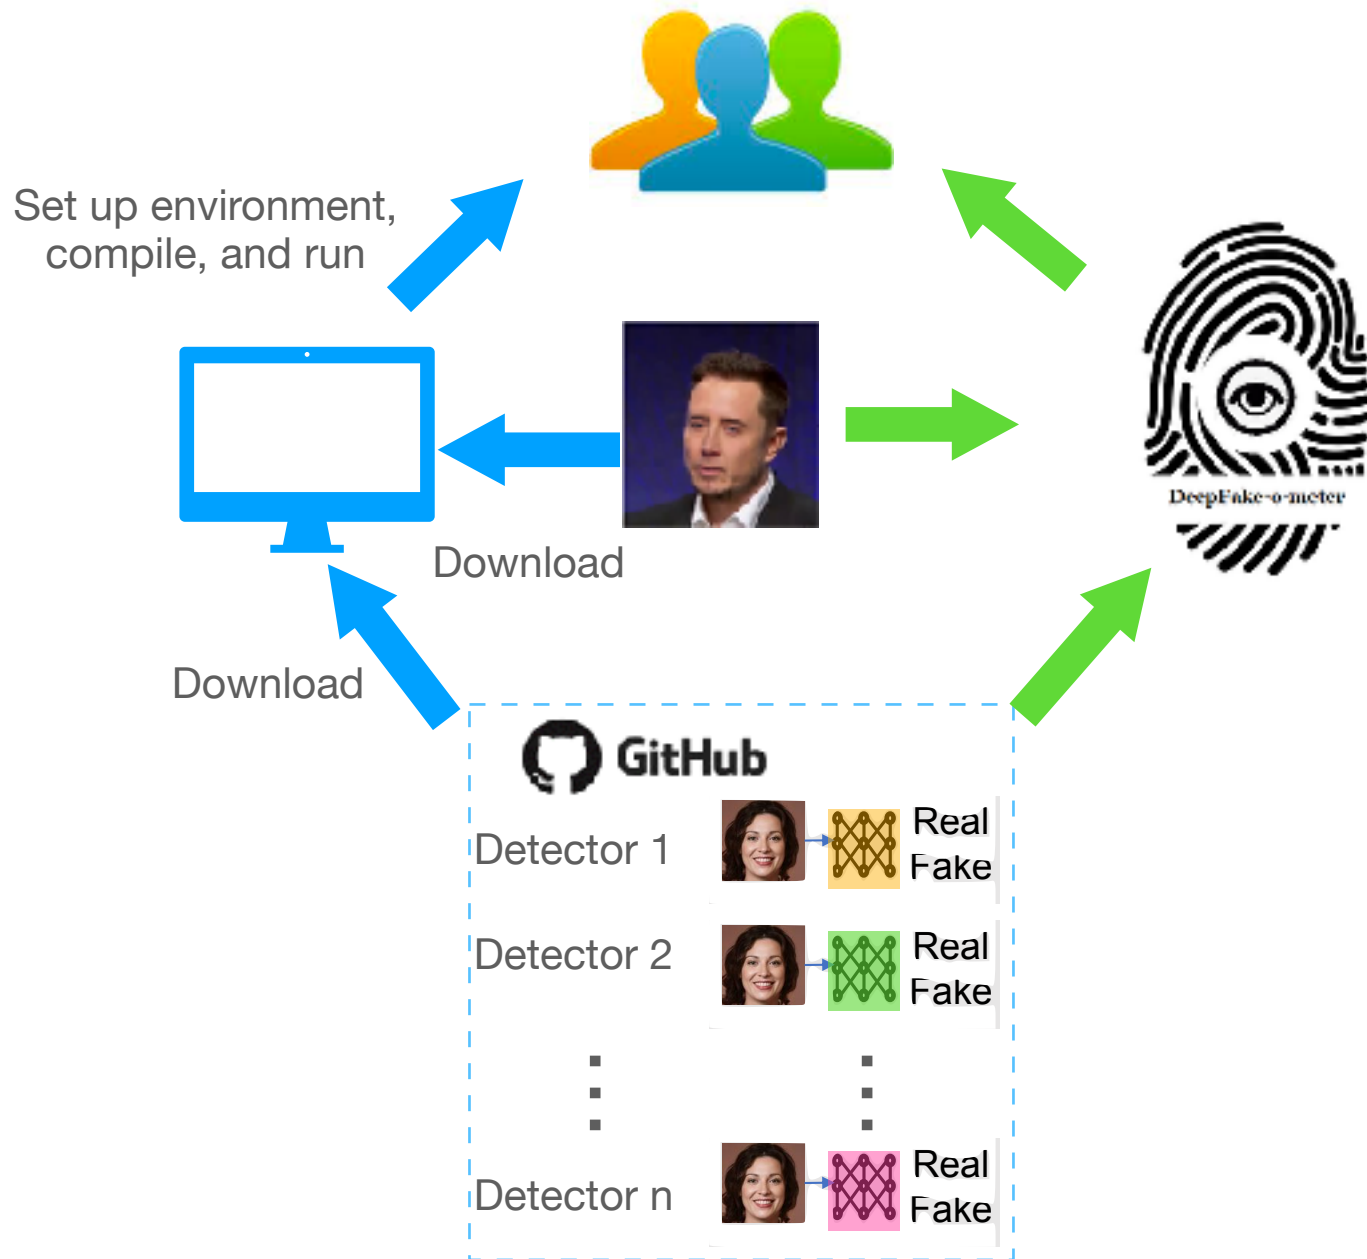 Set up environment,
compile, and run
DeepFake-o-meter
Download
Download
GitHub
Detector 1
Real
Fake
Detector 2
Real
Fake
Detector n
Real
Fake